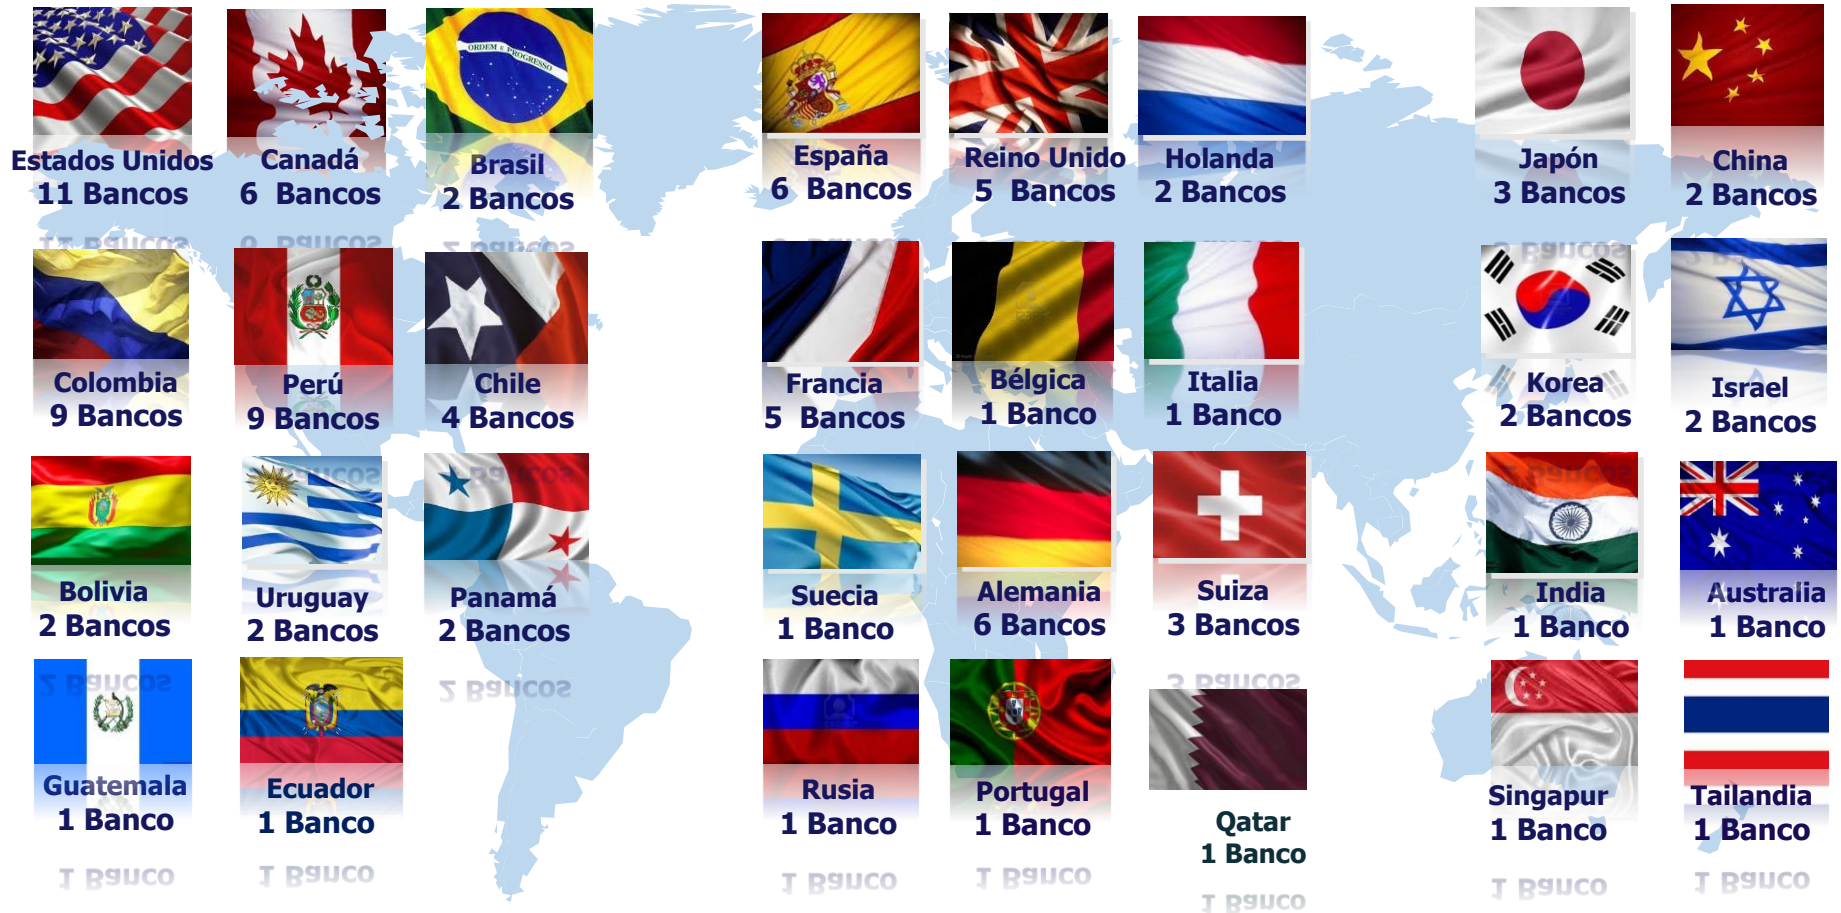 ORDEM E PROGRESSO
Estados Unidos
11 Bancos
Canadá
6 Bancos
Brasil
2 Bancos
España
6 Bancos
Reino Unido
5 Bancos
Holanda
2 Bancos
Japón
3 Bancos
China
2 Bancos
Colombia
9 Bancos
Perú
9 Bancos
Chile
4 Bancos
Francia
5 Bancos
Bélgica
1 Banco
Italia
1 Banco
Korea
2 Bancos
Israel
2 Bancos
Bolivia
2 Bancos
Uruguay
2 Bancos
Panamá
2 Bancos
Suecia
1 Banco
Alemania
6 Bancos
Suiza
3 Bancos
India
1 Banco
Australia
1 Banco
Guatemala
1 Banco
Ecuador
1 Banco
Rusia
1 Banco
Portugal
1 Banco
Qatar
1 Banco
Singapur
1 Banco
Tailandia
1 Banco